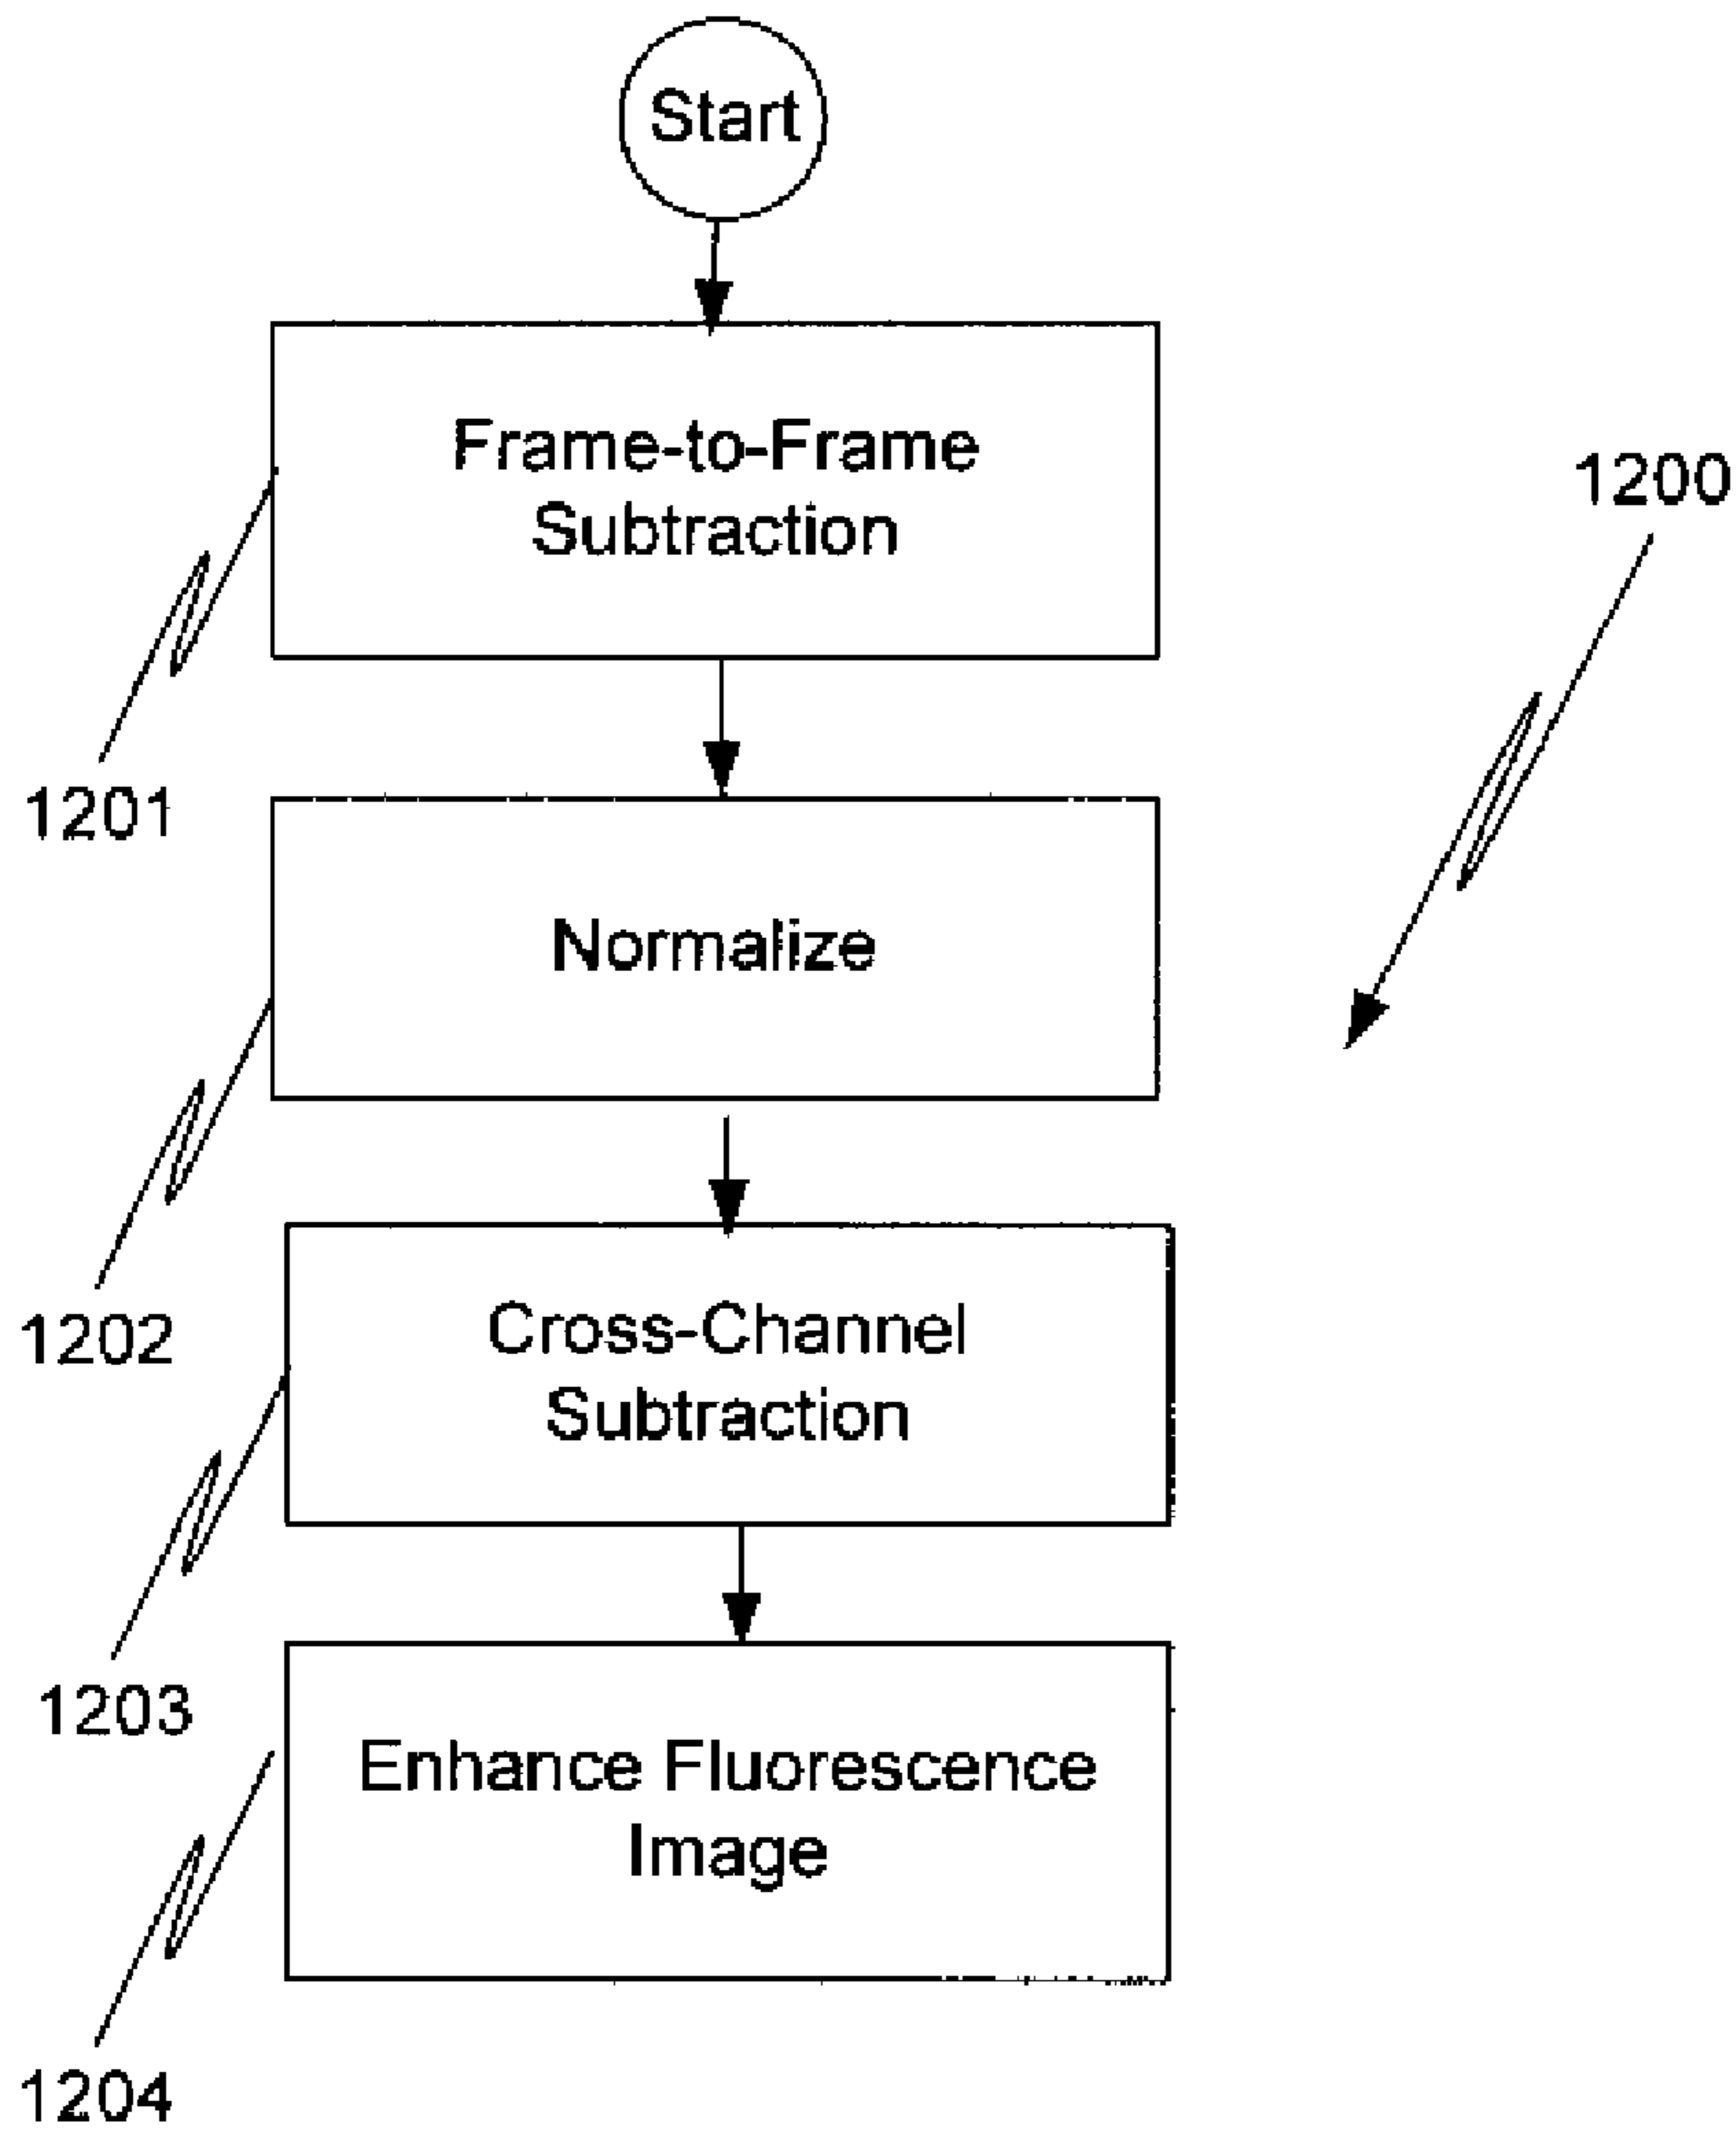 Start
Frame-to-Frame
Subtraction
1200
1201
Normalize
1202
Cross-Channel
Subtraction
1203
Enhance Fluorescence
Image
1204